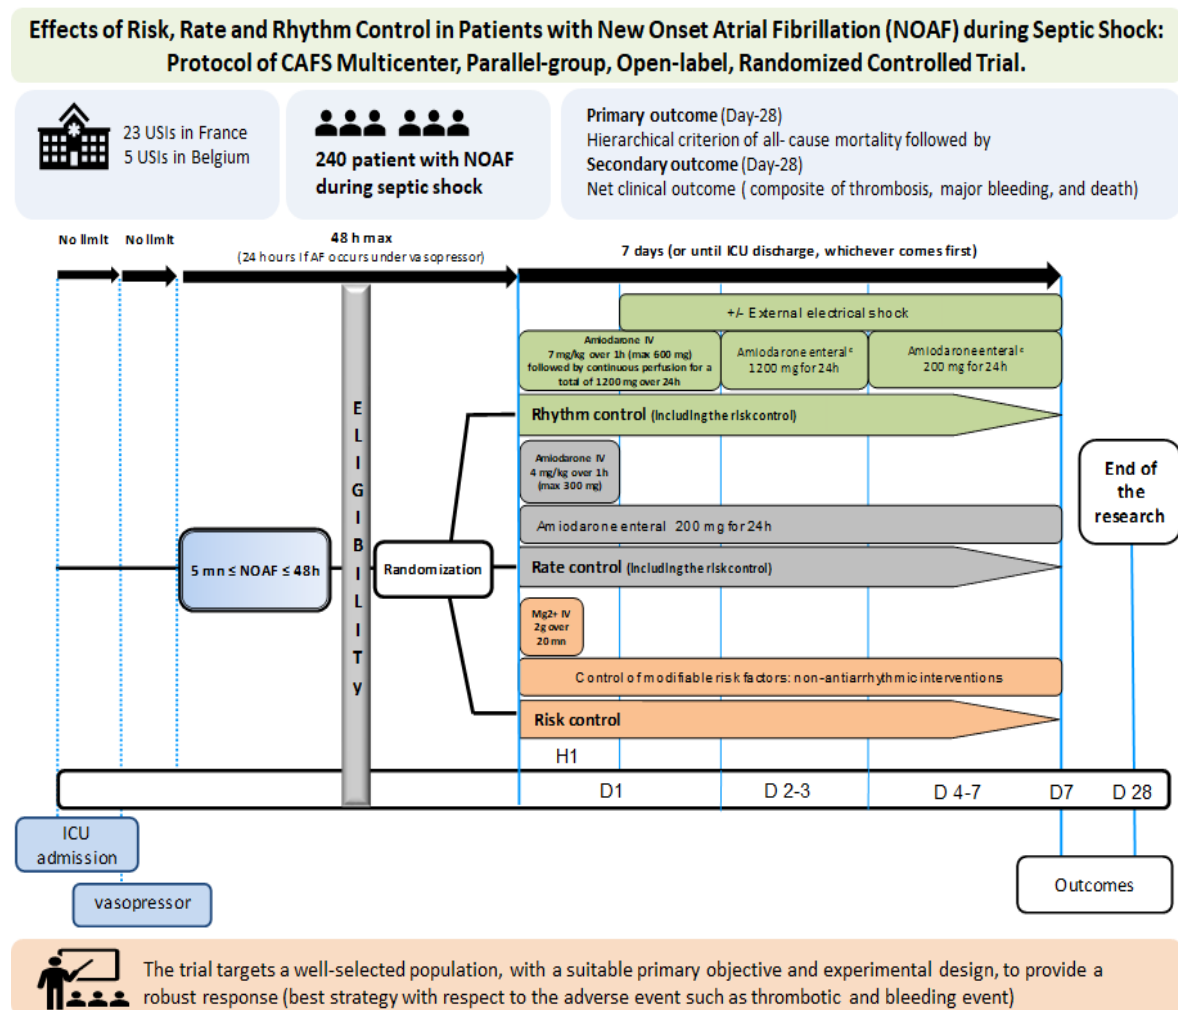 Effects of Risk, Rate and Rhythm Control in Patients with New Onset Atrial Fibrillation (NOAF) during Septic Shock:
Protocol of CAFS Multicenter, Parallel-group, Open-label, Randomized Controlled Trial.
23 USIs in France
5 USIs in Belgium
240 patient with NOAF
during septic shock
Primary outcome (Day-28)
Hierarchical criterion of all- cause mortality followed by
Secondary outcome (Day-28)
Net clinical outcome ( composite of thrombosis, major bleeding, and death)
No limit
No limit
48 h max
(24 hours if AF occurs under vasopressor)
7 days (or until ICU discharge, whichever comes first)
+/- External electrical shock
Amiodarone IV
7 mg/kg over 1h (max 600 mg)
followed by continuous perfusion for a
total of 1200 mg over 24h
Amiodarone enteral c
1200 mg for 24h
Amiodarone enteral c
200 mg for 24h
Rhythm control (including the risk control)
Amiodarone IV
4 mg/kg over 1h
(max 300 mg)
Amiodarone enteral 200 mg for 24h
Rate control (including the risk control)
Mg2+ IV
2g over
20 mn
Control of modifiable risk factors: non-antiarrhythmic interventions
Risk control
5 mn ≤ NOAF ≤ 48h
E
L
I
G
I
B
I
L
I
T
y
Randomization
End of
the
research
H1
D1
D 2-3
D 4-7
D7
D 28
ICU
admission
vasopressor
Outcomes
The trial targets a well-selected population, with a suitable primary objective and experimental design, to provide a
robust response (best strategy with respect to the adverse event such as thrombotic and bleeding event)